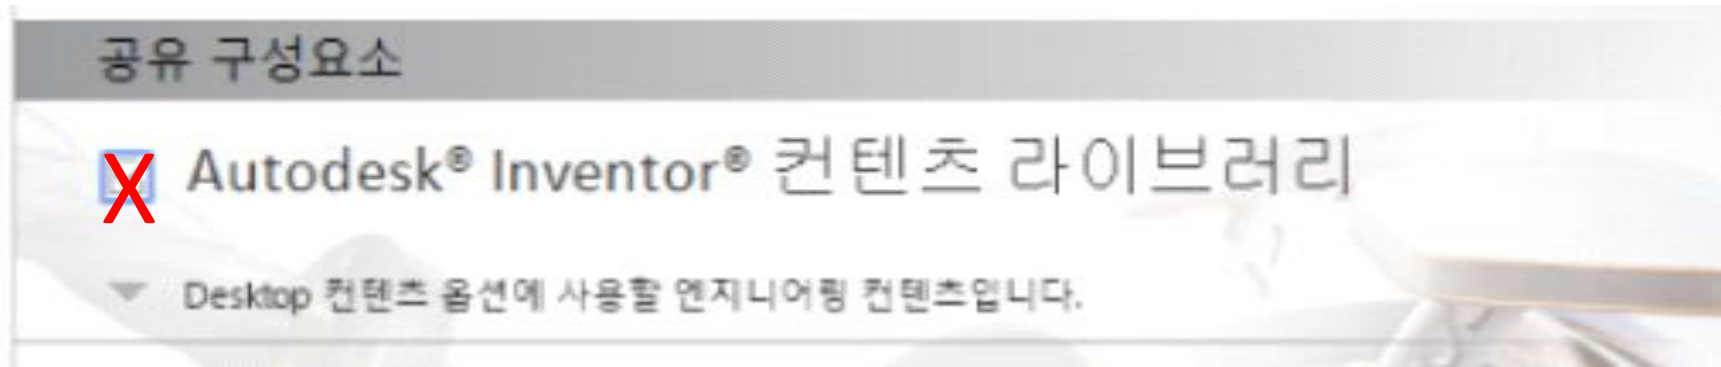 공유 구성요소
X Autodesk® Inventor® 컨텐츠 라이브러리
Desktop 컨텐츠 옵션에 사용할 엔지니어링 컨텐츠입니다.